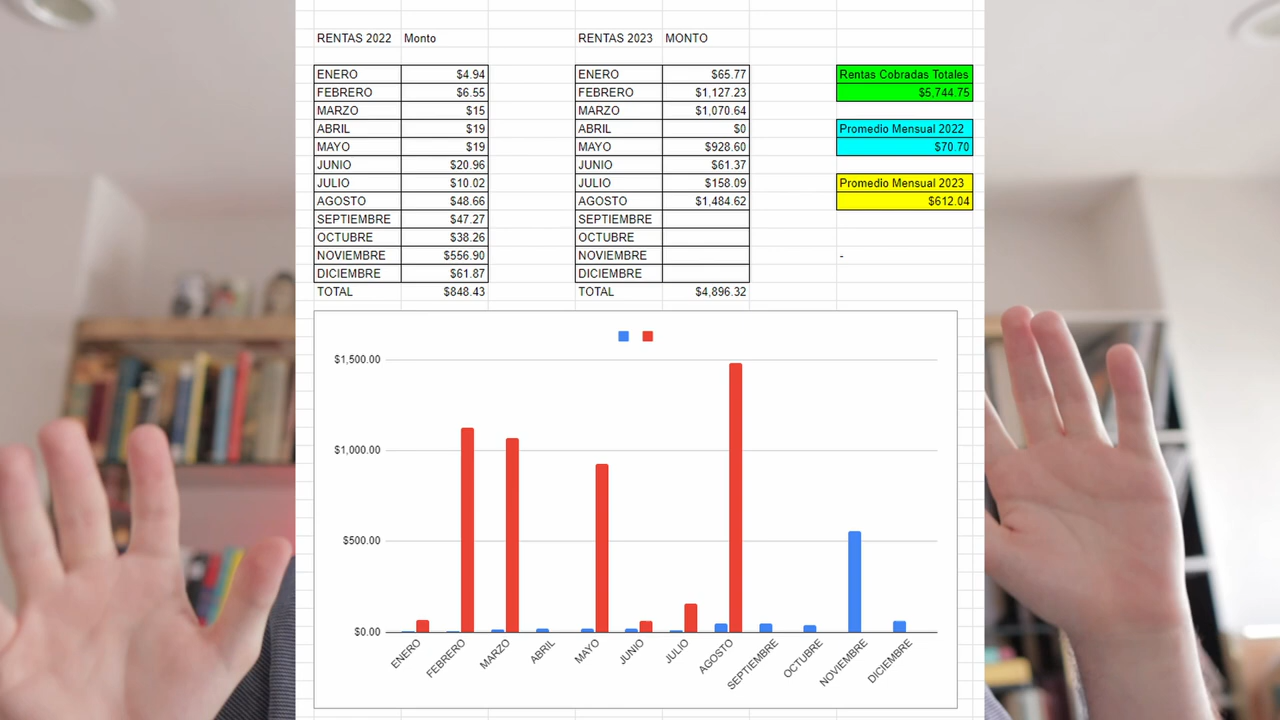 RENTAS 2022 Monto RENTAS 2023 MONTO
ENERO $4.94 ENERO $65.77 Rentas Cobradas Totales
FEBRERO $6.55 FEBRERO $1,127.23 $5,744.75
MARZO $15 MARZO $1,070.64
ABRIL $19 ABRIL $0 Promedio Mensual 2022
MAYO $19 MAYO $928.60 $70.70
JUNIO $20.96 JUNIO $61.37
JULIO $10.02 JULIO $158.09 Promedio Mensual 2023
AGOSTO $48.66 AGOSTO $1,484.62 $612.04
SEPTIEMBRE $47.27 SEPTIEMBRE
OCTUBRE $38.26 OCTUBRE
NOVIEMBRE $556.90 NOVIEMBRE -
DICIEMBRE $61.87 DICIEMBRE
TOTAL $848.43 TOTAL $4,896.32
$1,500.00
$1,000.00
$500.00
$0.00
ENERO FEBRERO MARZO ABRIL MAYO JUNIO JULIO AGOSTO SEPTIEMBRE OCTUBRE NOVIEMBRE DICIEMBRE